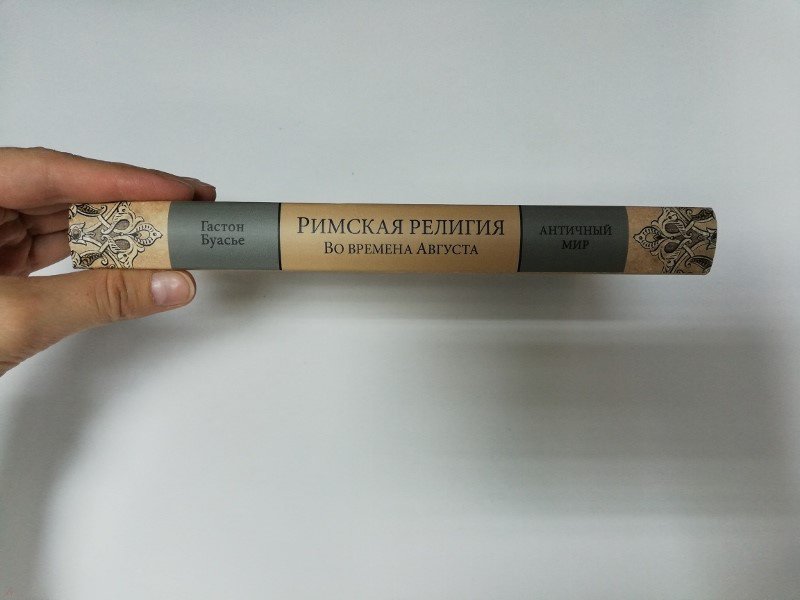 Гастон
Буасье
Римская религия
Во времена Августа
АНТИЧНЫЙ
МИР